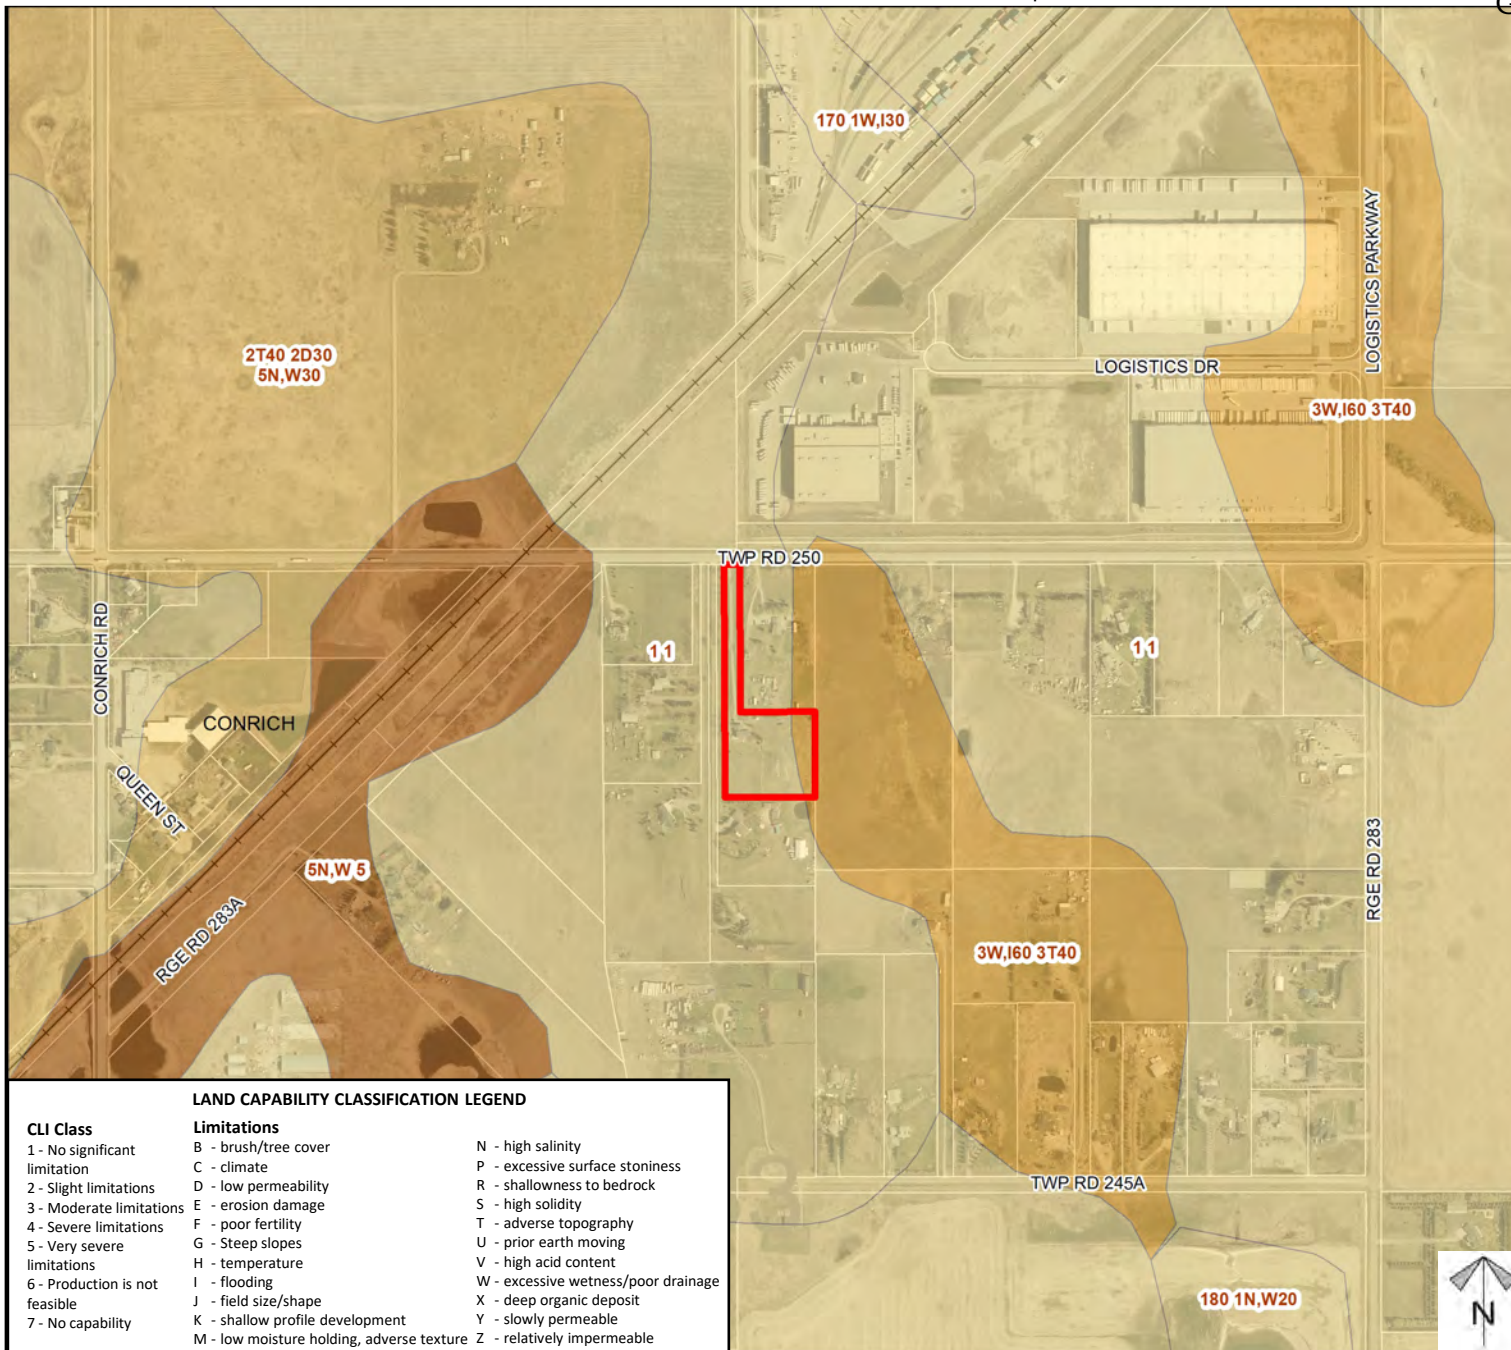 170 1W,I30
LOGISTICS PARKWAY
2T40 2D30
5N,W30
LOGISTICS DR
3W,I60 3T40
TWP RD 250
CONRICH RD
1 1
1 1
CONRICH
QUEEN ST
5N,W 5
RGE RD 283A
RGE RD 283
3W,I60 3T40
TWP RD 245A
180 1N,W20
N
LAND CAPABILITY CLASSIFICATION LEGEND
CLI Class
1 - No significant
limitation
2 - Slight limitations
3 - Moderate limitations
4 - Severe limitations
5 - Very severe
limitations
6 - Production is not
feasible
7 - No capability
Limitations
B - brush/tree cover
C - climate
D - low permeability
E - erosion damage
F - poor fertility
G - Steep slopes
H - temperature
I - flooding
J - field size/shape
K - shallow profile development
M - low moisture holding, adverse texture
N - high salinity
P - excessive surface stoniness
R - shallowness to bedrock
S - high solidity
T - adverse topography
U - prior earth moving
V - high acid content
W - excessive wetness/poor drainage
X - deep organic deposit
Y - slowly permeable
Z - relatively impermeable